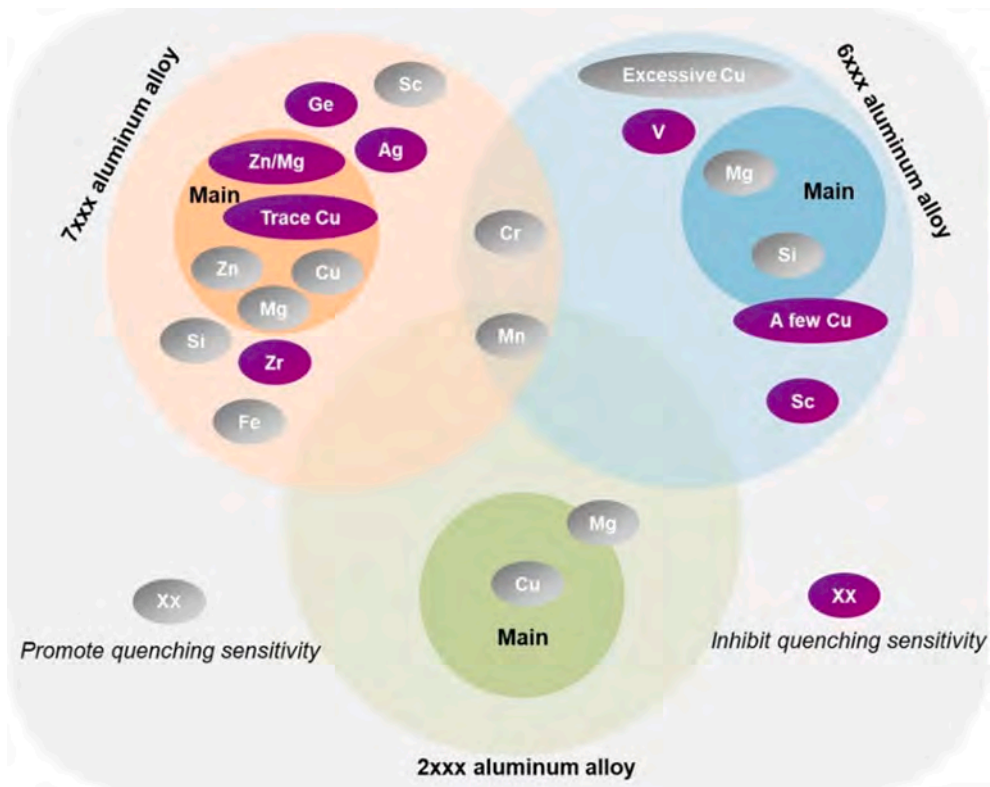 7xxx aluminum alloy
6xxx aluminum alloy
Sc
Ge
Ag
Zn/Mg
Main
Trace Cu
Zn
Cu
Mg
Si
Zr
Fe
Cr
Mn
Excessive Cu
V
Mg
Main
Si
A few Cu
Sc
Mg
Cu
Main
Xx
Promote quenching sensitivity
XX
Inhibit quenching sensitivity
2xxx aluminum alloy